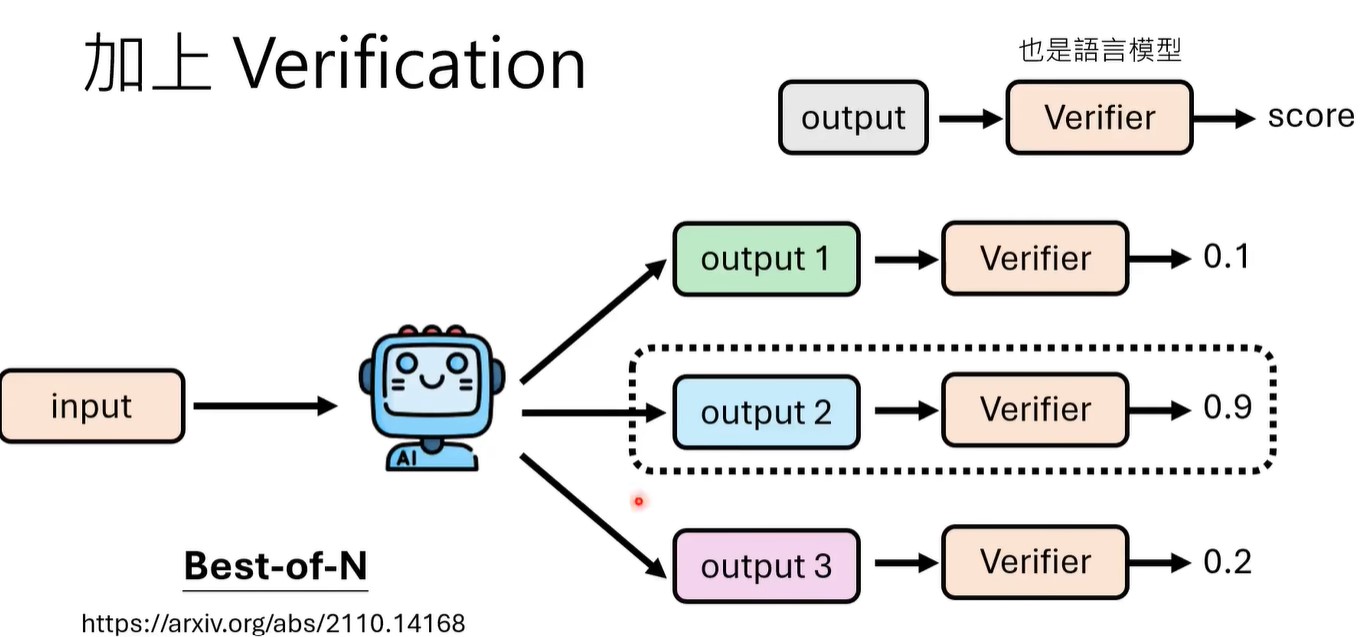 加上 Verification
也是語言模型
output
Verifier
score
output 1
Verifier
0.1
input
AI
output 2
Verifier
0.9
output 3
Verifier
0.2
Best-of-N
https://arxiv.org/abs/2110.14168